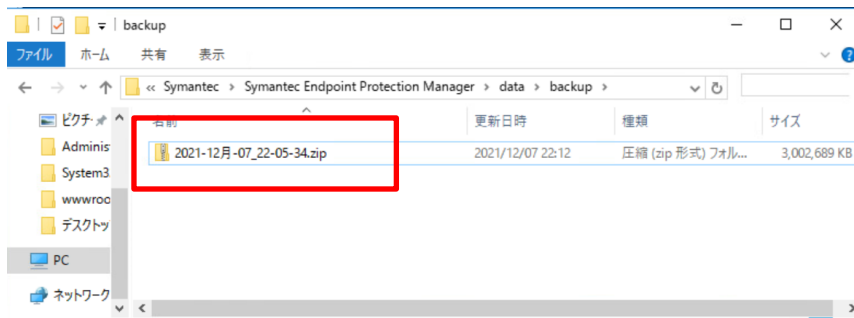 backup
ファイル ホーム 共有 表示
« Symantec > Symantec Endpoint Protection Manager > data > backup >
ピクチ
名前 更新日時 種類 サイズ
Adminis
2021-12月-07_22-05-34.zip 2021/12/07 22:12 圧縮 (zip 形式) フォル... 3,002,689 KB
System3
wwwroo
デスクトッ
PC
ネットワーク